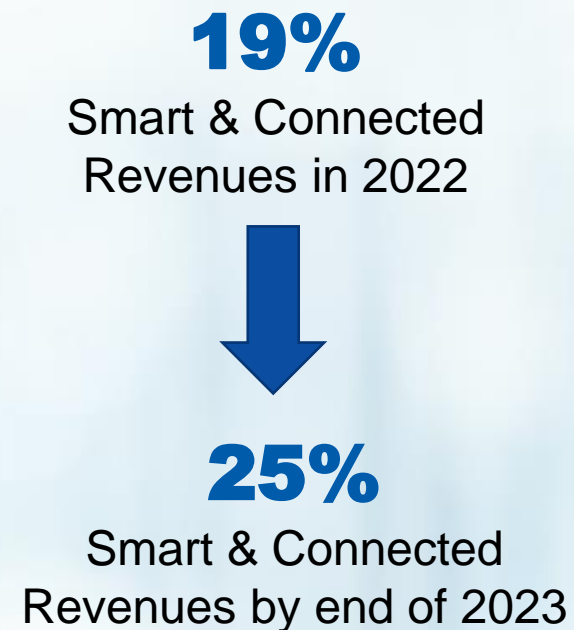 19%
Smart & Connected
Revenues in 2022
25%
Smart & Connected
Revenues by end of 2023